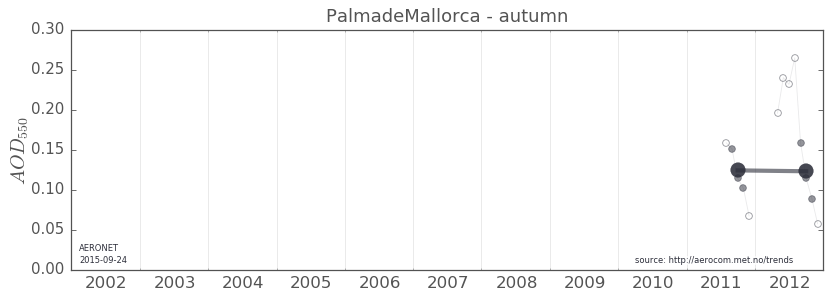 PalmadeMallorca - autumn
0.30
0.25
0.20
0.15
0.10
0.05
0.00
AOD550
AERONET
2015-09-24
source: http://aerocom.met.no/trends
2002 2003 2004 2005 2006 2007 2008 2009 2010 2011 2012